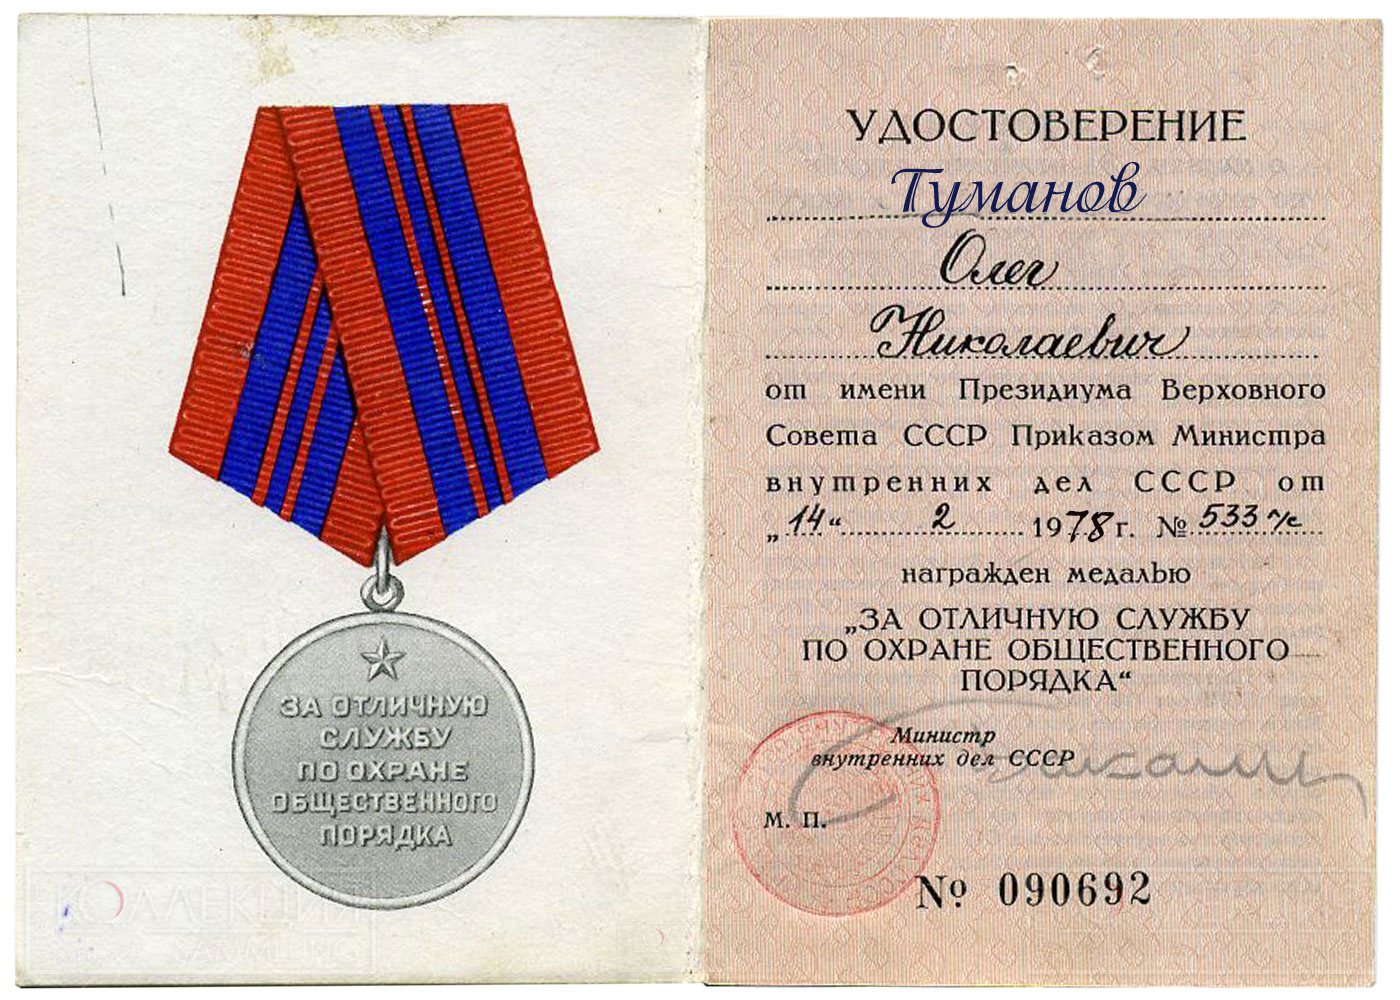 ЗА ОТЛИЧНУЮ
СЛУЖБУ
ПО ОХРАНЕ
ОБЩЕСТВЕННОГО
ПОРЯДКА
КОЛЛЕКЦИЯ
SAMMLUNG
УДОСТОВЕРЕНИЕ
Туманов
Олег
Николаевич
от имени Президиума Верховного
Совета СССР Приказом Министра
внутренних дел СССР от
„14“ 2 1978 г. № 533 л/с
награжден медалью
„ЗА ОТЛИЧНУЮ СЛУЖБУ
ПО ОХРАНЕ ОБЩЕСТВЕННОГО
ПОРЯДКА“
Министр
внутренних дел СССР
М. П.
№ 090692